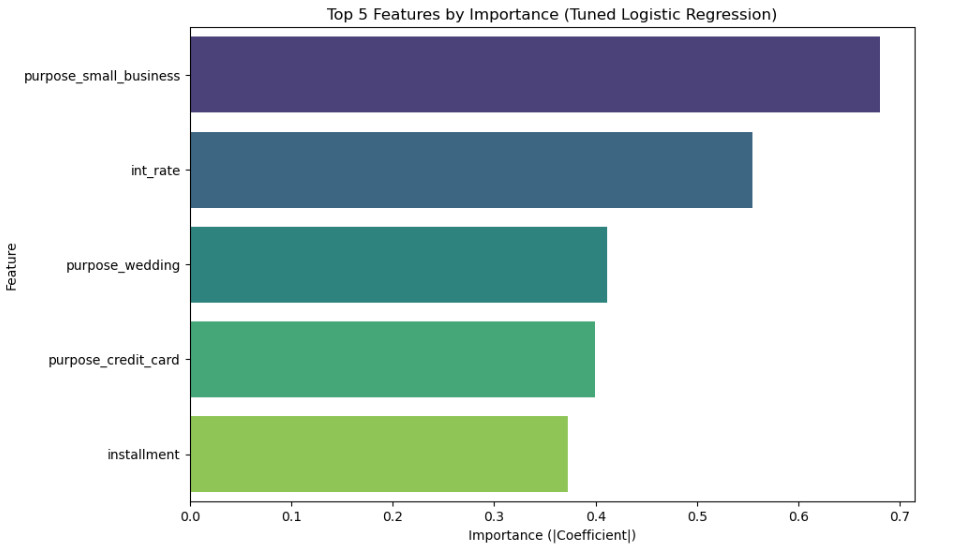 Top 5 Features by Importance (Tuned Logistic Regression)
Feature
purpose_small_business
int_rate
purpose_wedding
purpose_credit_card
installment
0.0 0.1 0.2 0.3 0.4 0.5 0.6 0.7
Importance (|Coefficient|)